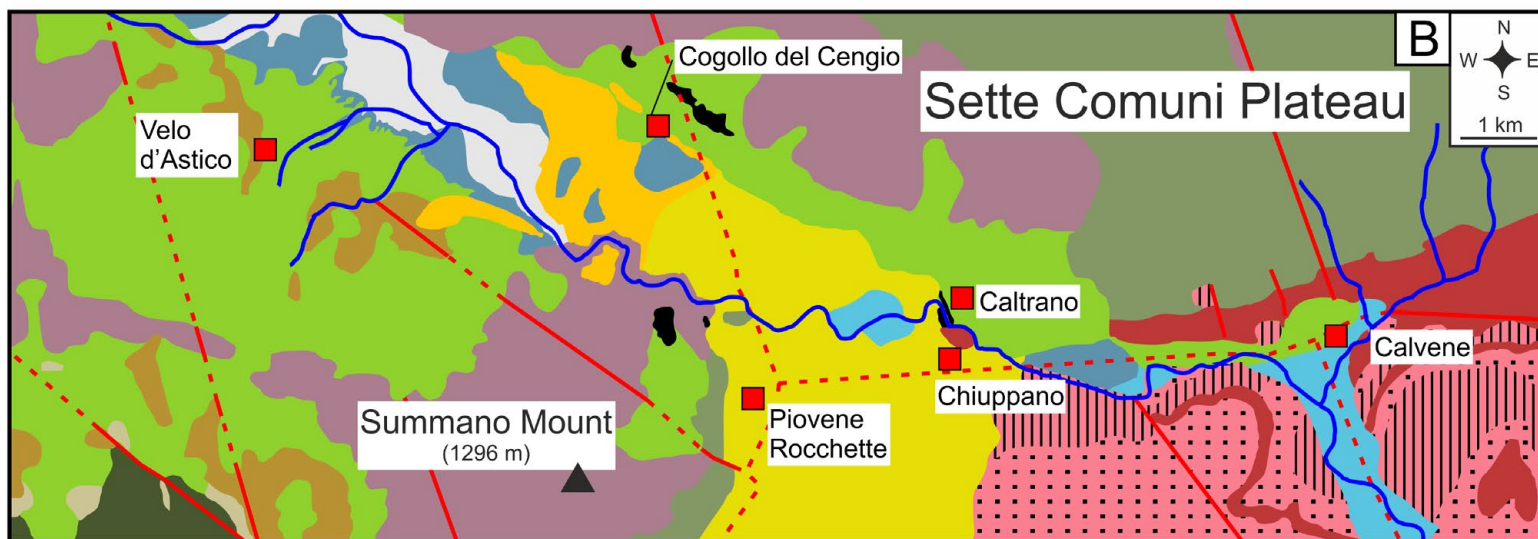 B
N
W E
S
1 km
Cogollo del Cengio
Sette Comuni Plateau
Velo
d'Astico
Caltrano
Calvene
Chiuppano
Summano Mount
(1296 m)
Piovene
Rocchette